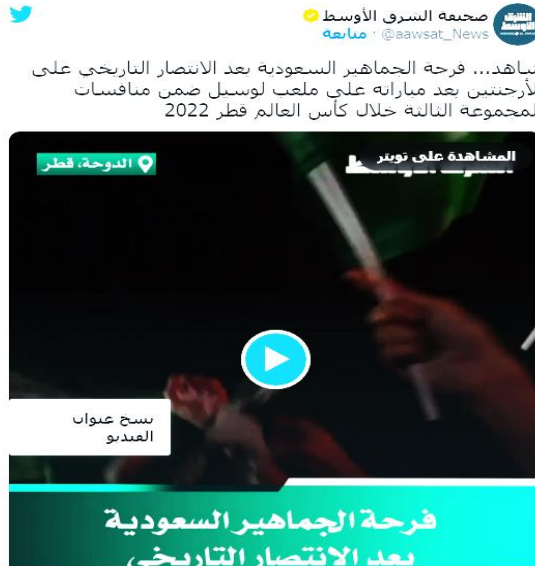 صحيفة الشرق الأوسط
@aawsat_News · متابعة
شاهد... فرحة الجماهير السعودية بعد الانتصار التاريخي على
الأرجنتين بعد مباراته على ملعب لوسيل ضمن منافسات
المجموعة الثالثة خلال كأس العالم قطر 2022
المشاهدة على تويتر
الدوحة، قطر
نسخ عنوان
الفيديو
فرحة الجماهير السعودية
بعد الانتصار التاريخي